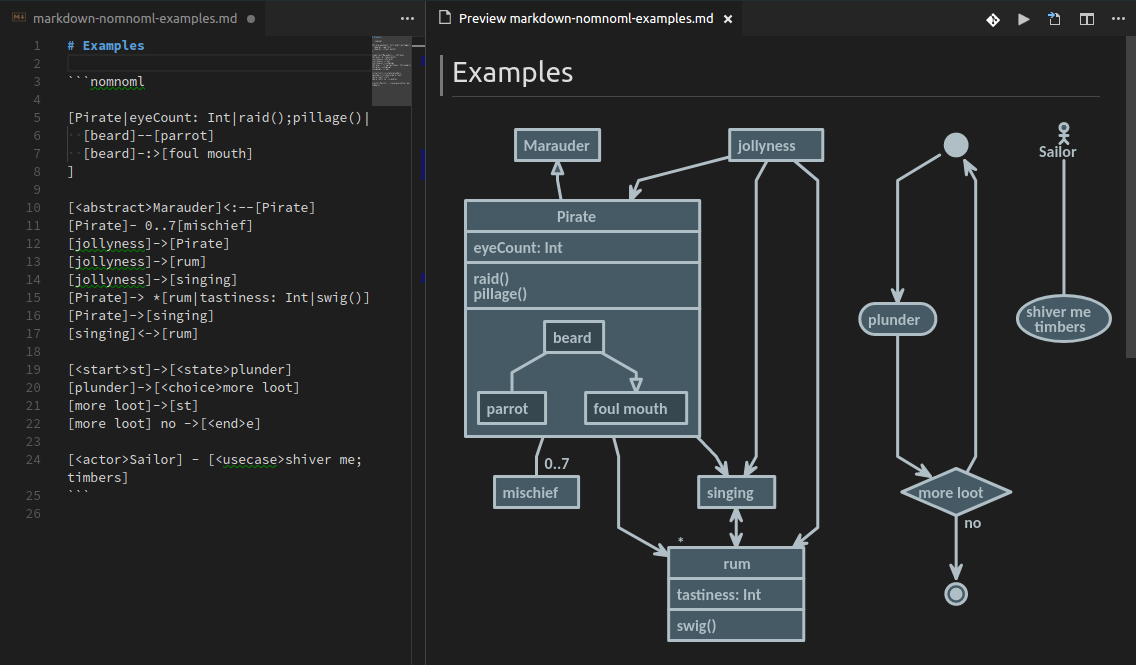 markdown-nomnoml-examples.md
Preview markdown-nomnoml-examples.md
1 # Examples
2
3 ```nomnoml
4
5 [Pirate|eyeCount: Int|raid();pillage()|
6   [beard]--[parrot]
7   [beard]-:>[foul mouth]
8 ]
9
10 [<abstract>Marauder]<:--[Pirate]
11 [Pirate]- 0..7[mischief]
12 [jollyness]->[Pirate]
13 [jollyness]->[rum]
14 [jollyness]->[singing]
15 [Pirate]-> *[rum|tastiness: Int|swig()]
16 [Pirate]->[singing]
17 [singing]<->[rum]
18
19 [<start>st]->[<state>plunder]
20 [plunder]->[<choice>more loot]
21 [more loot]->[st]
22 [more loot] no ->[<end>e]
23
24 [<actor>Sailor] - [<usecase>shiver me;
timbers]
25 ```
26
Examples
Marauder
jollyness
Pirate
eyeCount: Int
raid()
pillage()
beard
parrot
foul mouth
0..7
mischief
singing
*
rum
tastiness: Int
swig()
plunder
more loot
no
Sailor
shiver me
timbers